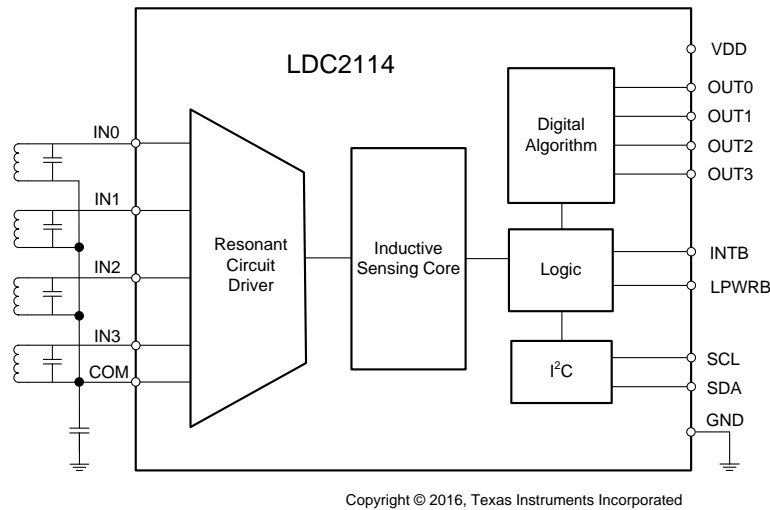 LDC2114
VDD
OUT0
OUT1
OUT2
OUT3
Digital
Algorithm
IN0
IN1
IN2
IN3
COM
Resonant
Circuit
Driver
Inductive
Sensing Core
Logic
INTB
LPWRB
I²C
SCL
SDA
GND
Copyright © 2016, Texas Instruments Incorporated